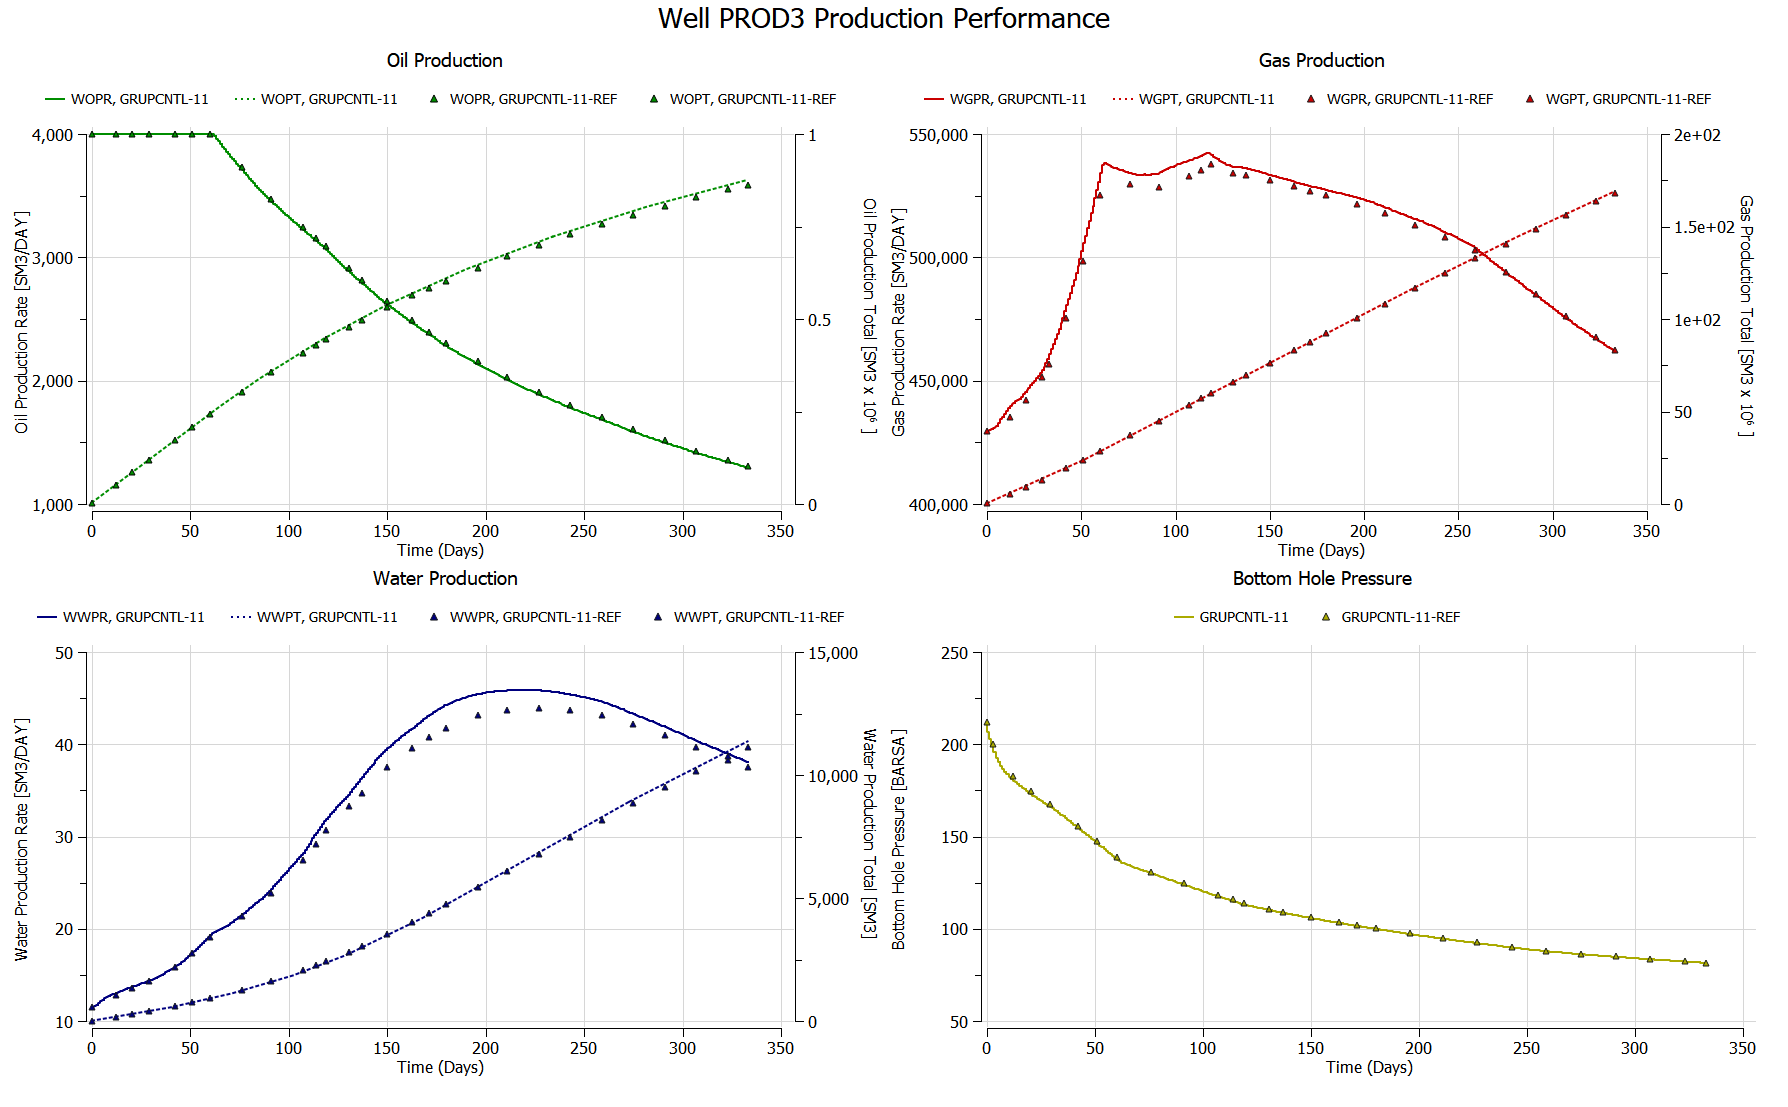 Well PROD3 Production Performance
Oil Production
WOPR, GRUPCNTL-11 WOPT, GRUPCNTL-11 WOPR, GRUPCNTL-11-REF WOPT, GRUPCNTL-11-REF
4,000
3,000
2,000
1,000
Oil Production Rate [SM3/DAY]
1
0.5
0
Oil Production Total [SM3 x 10⁶ ]
0 50 100 150 200 250 300 350
Time (Days)
Gas Production
WGPR, GRUPCNTL-11 WGPT, GRUPCNTL-11 WGPR, GRUPCNTL-11-REF WGPT, GRUPCNTL-11-REF
550,000
500,000
450,000
400,000
Gas Production Rate [SM3/DAY]
2e+02
1.5e+02
1e+02
50
0
Gas Production Total [SM3 x 10⁶ ]
0 50 100 150 200 250 300 350
Time (Days)
Water Production
WWPR, GRUPCNTL-11 WWPT, GRUPCNTL-11 WWPR, GRUPCNTL-11-REF WWPT, GRUPCNTL-11-REF
50
40
30
20
10
Water Production Rate [SM3/DAY]
15,000
10,000
5,000
0
Water Production Total [SM3]
0 50 100 150 200 250 300 350
Time (Days)
Bottom Hole Pressure
GRUPCNTL-11 GRUPCNTL-11-REF
250
200
150
100
50
Bottom Hole Pressure [BARSA]
0 50 100 150 200 250 300 350
Time (Days)